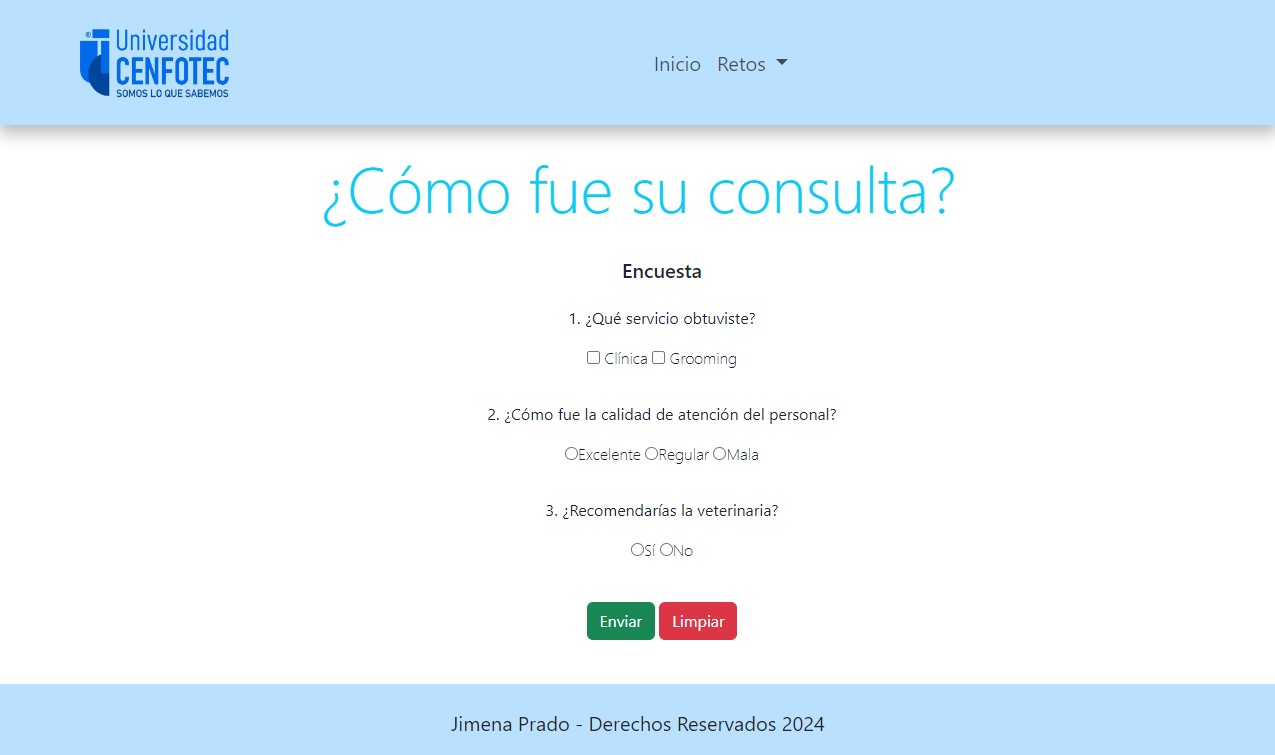 ® Universidad
CENFOTEC
SOMOS LO QUE SABEMOS
Inicio Retos
¿Cómo fue su consulta?
Encuesta
1. ¿Qué servicio obtuviste?
Clínica Grooming
2. ¿Cómo fue la calidad de atención del personal?
Excelente Regular Mala
3. ¿Recomendarías la veterinaria?
Sí No
Enviar Limpiar
Jimena Prado - Derechos Reservados 2024